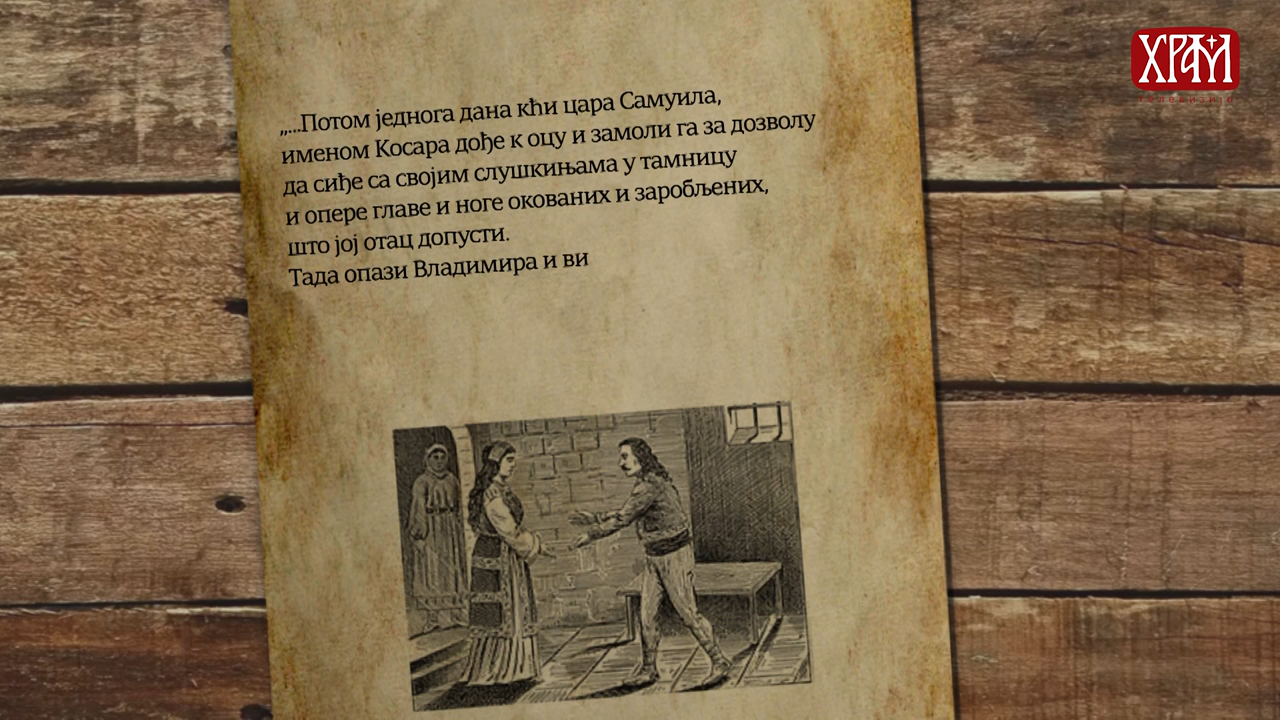 „...Потом једнога дана кћи цара Самуила,
именом Косара дође к оцу и замоли га за дозволу
да сиђе са својим слушкињама у тамницу
и опере главе и ноге окованих и заробљених,
што јој отац допусти.
Тада опази Владимира и ви
ХРАМ
телевизија